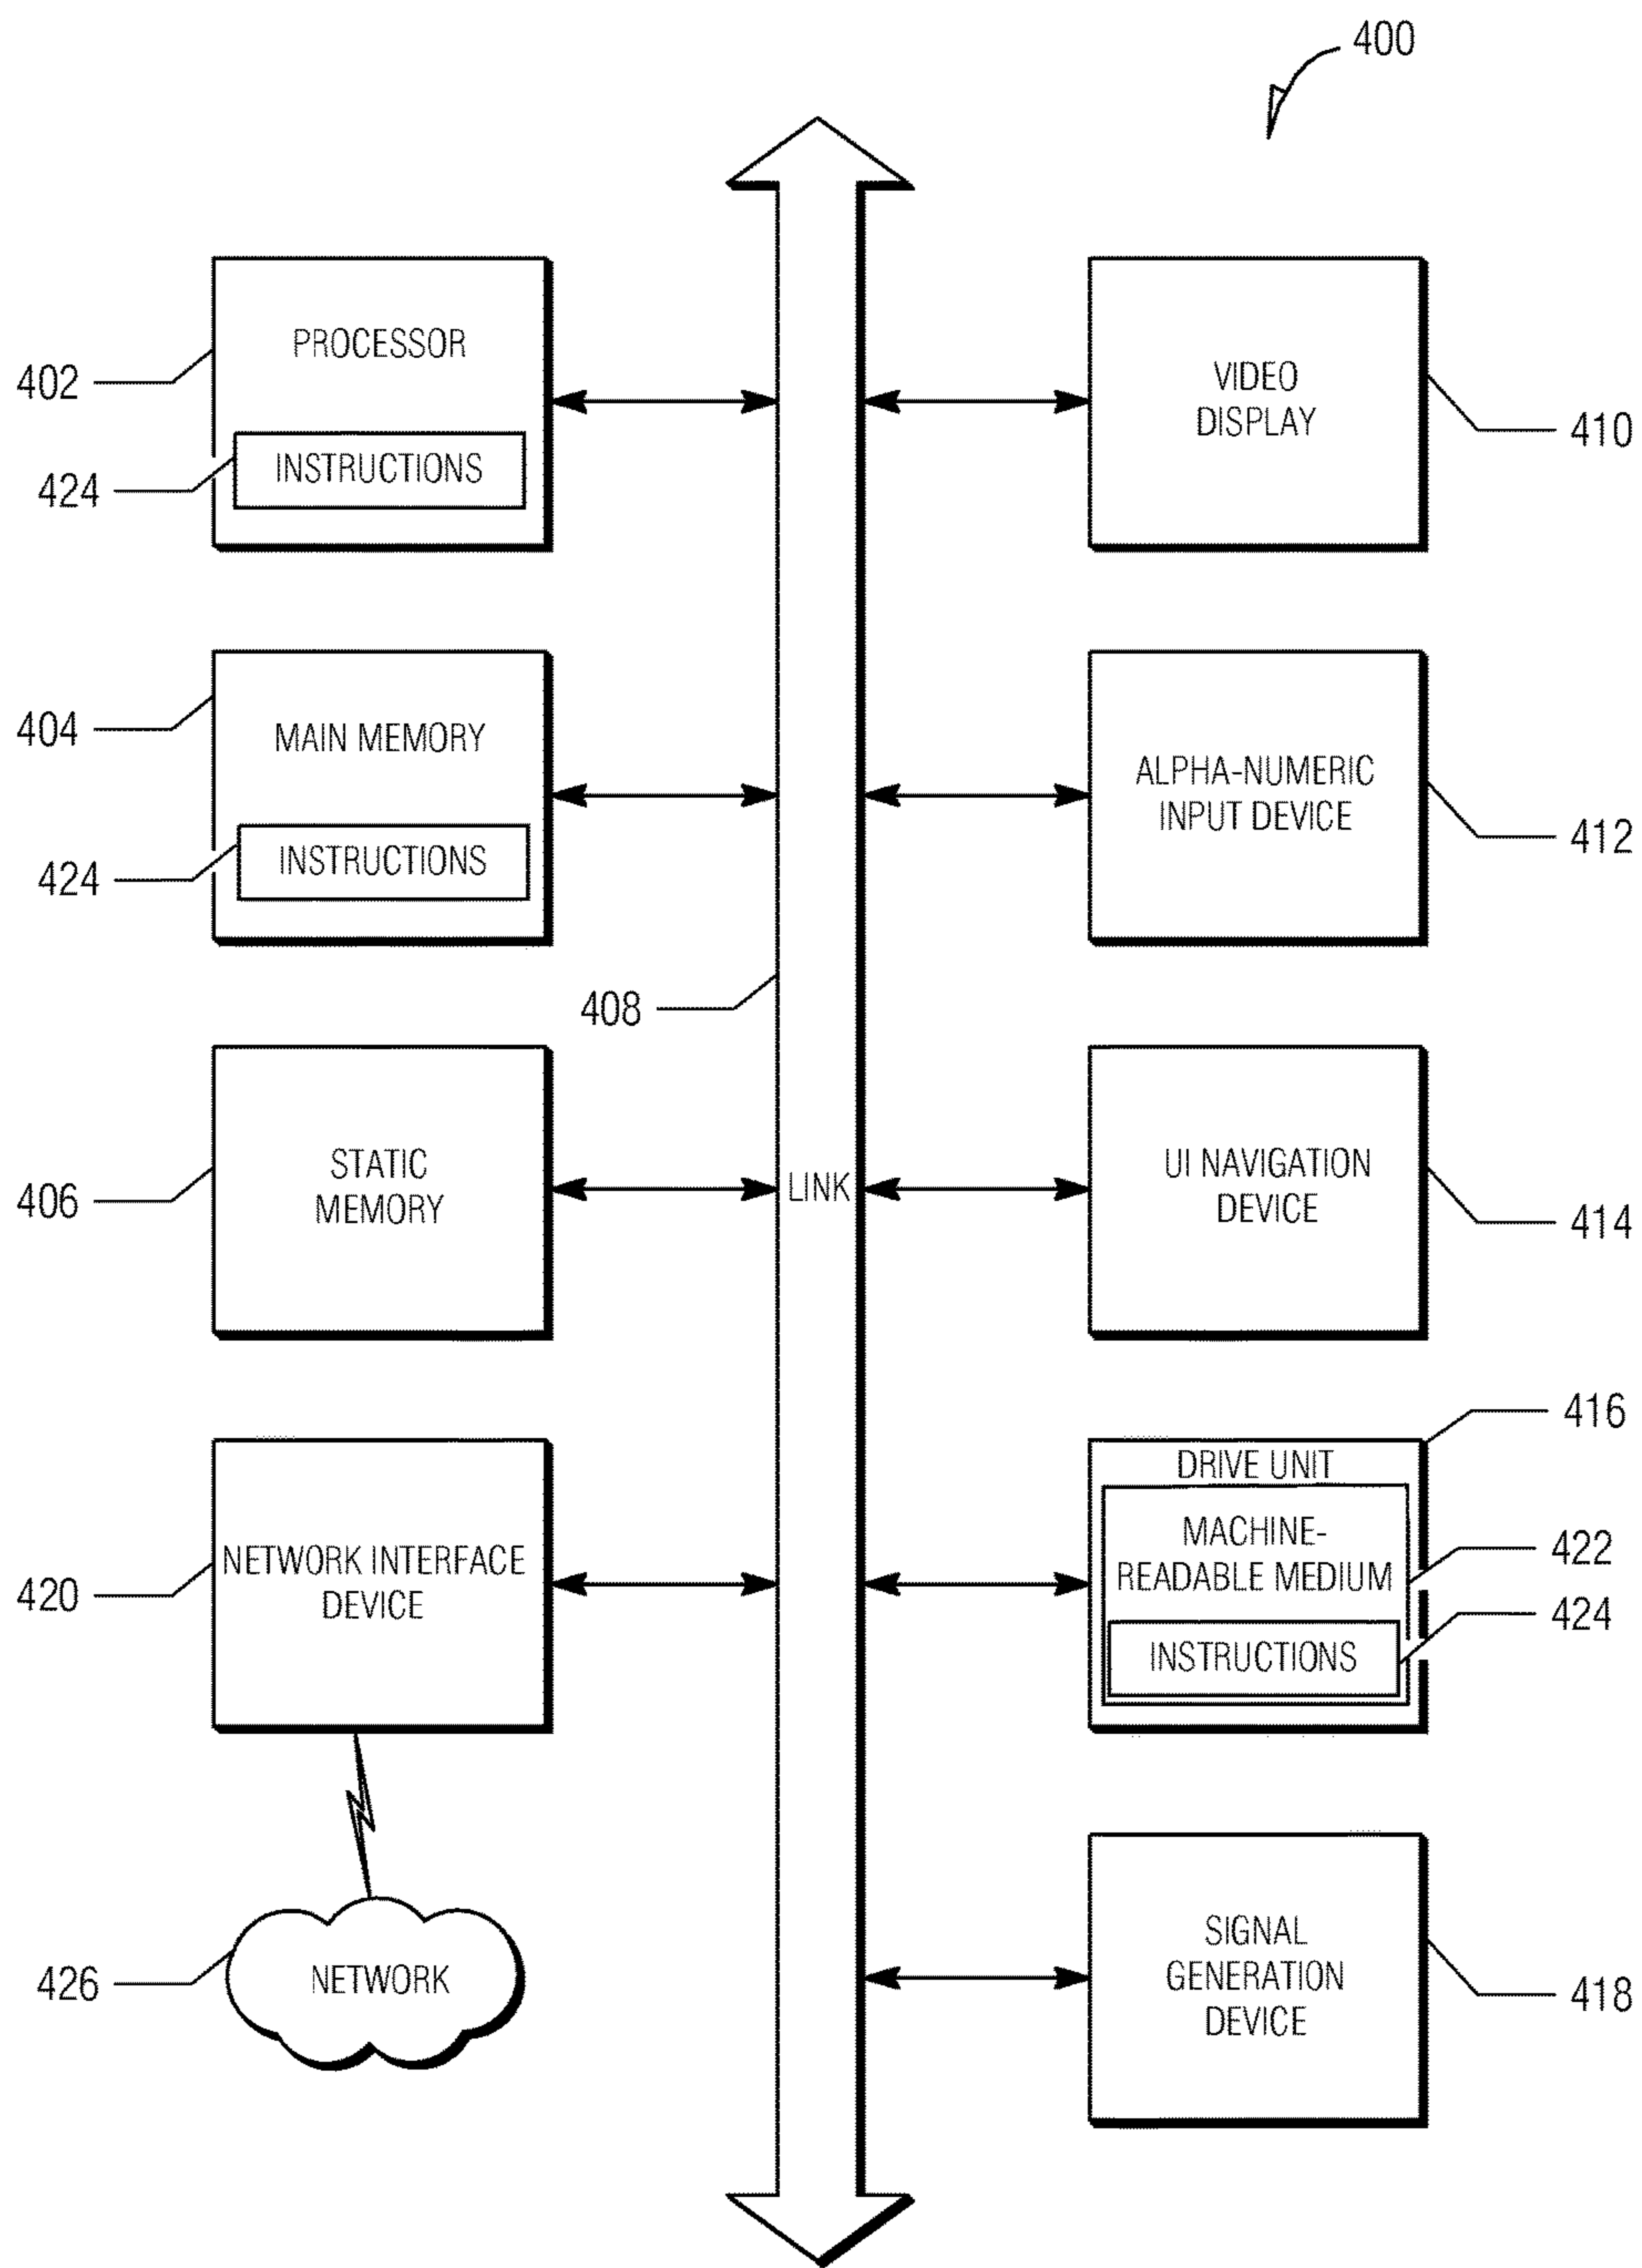 400
PROCESSOR
402
INSTRUCTIONS
424
VIDEO
DISPLAY
410
MAIN MEMORY
404
INSTRUCTIONS
424
ALPHA-NUMERIC
INPUT DEVICE
412
408
STATIC
MEMORY
406
LINK
UI NAVIGATION
DEVICE
414
NETWORK INTERFACE
DEVICE
420
416
DRIVE UNIT
MACHINE-
READABLE MEDIUM
422
INSTRUCTIONS
424
NETWORK
426
SIGNAL
GENERATION
DEVICE
418